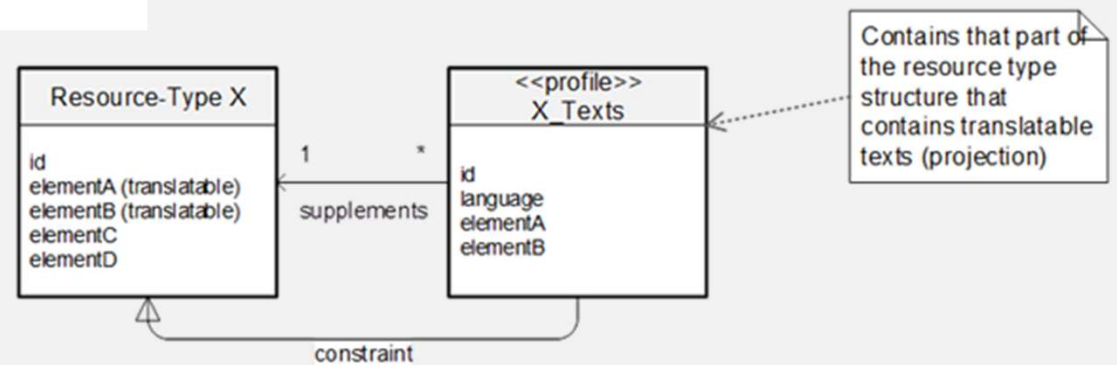 Resource-Type X
id
elementA (translatable)
elementB (translatable)
elementC
elementD
1
*
supplements
<<profile>>
X_Texts
id
language
elementA
elementB
constraint
Contains that part of
the resource type
structure that
contains translatable
texts (projection)